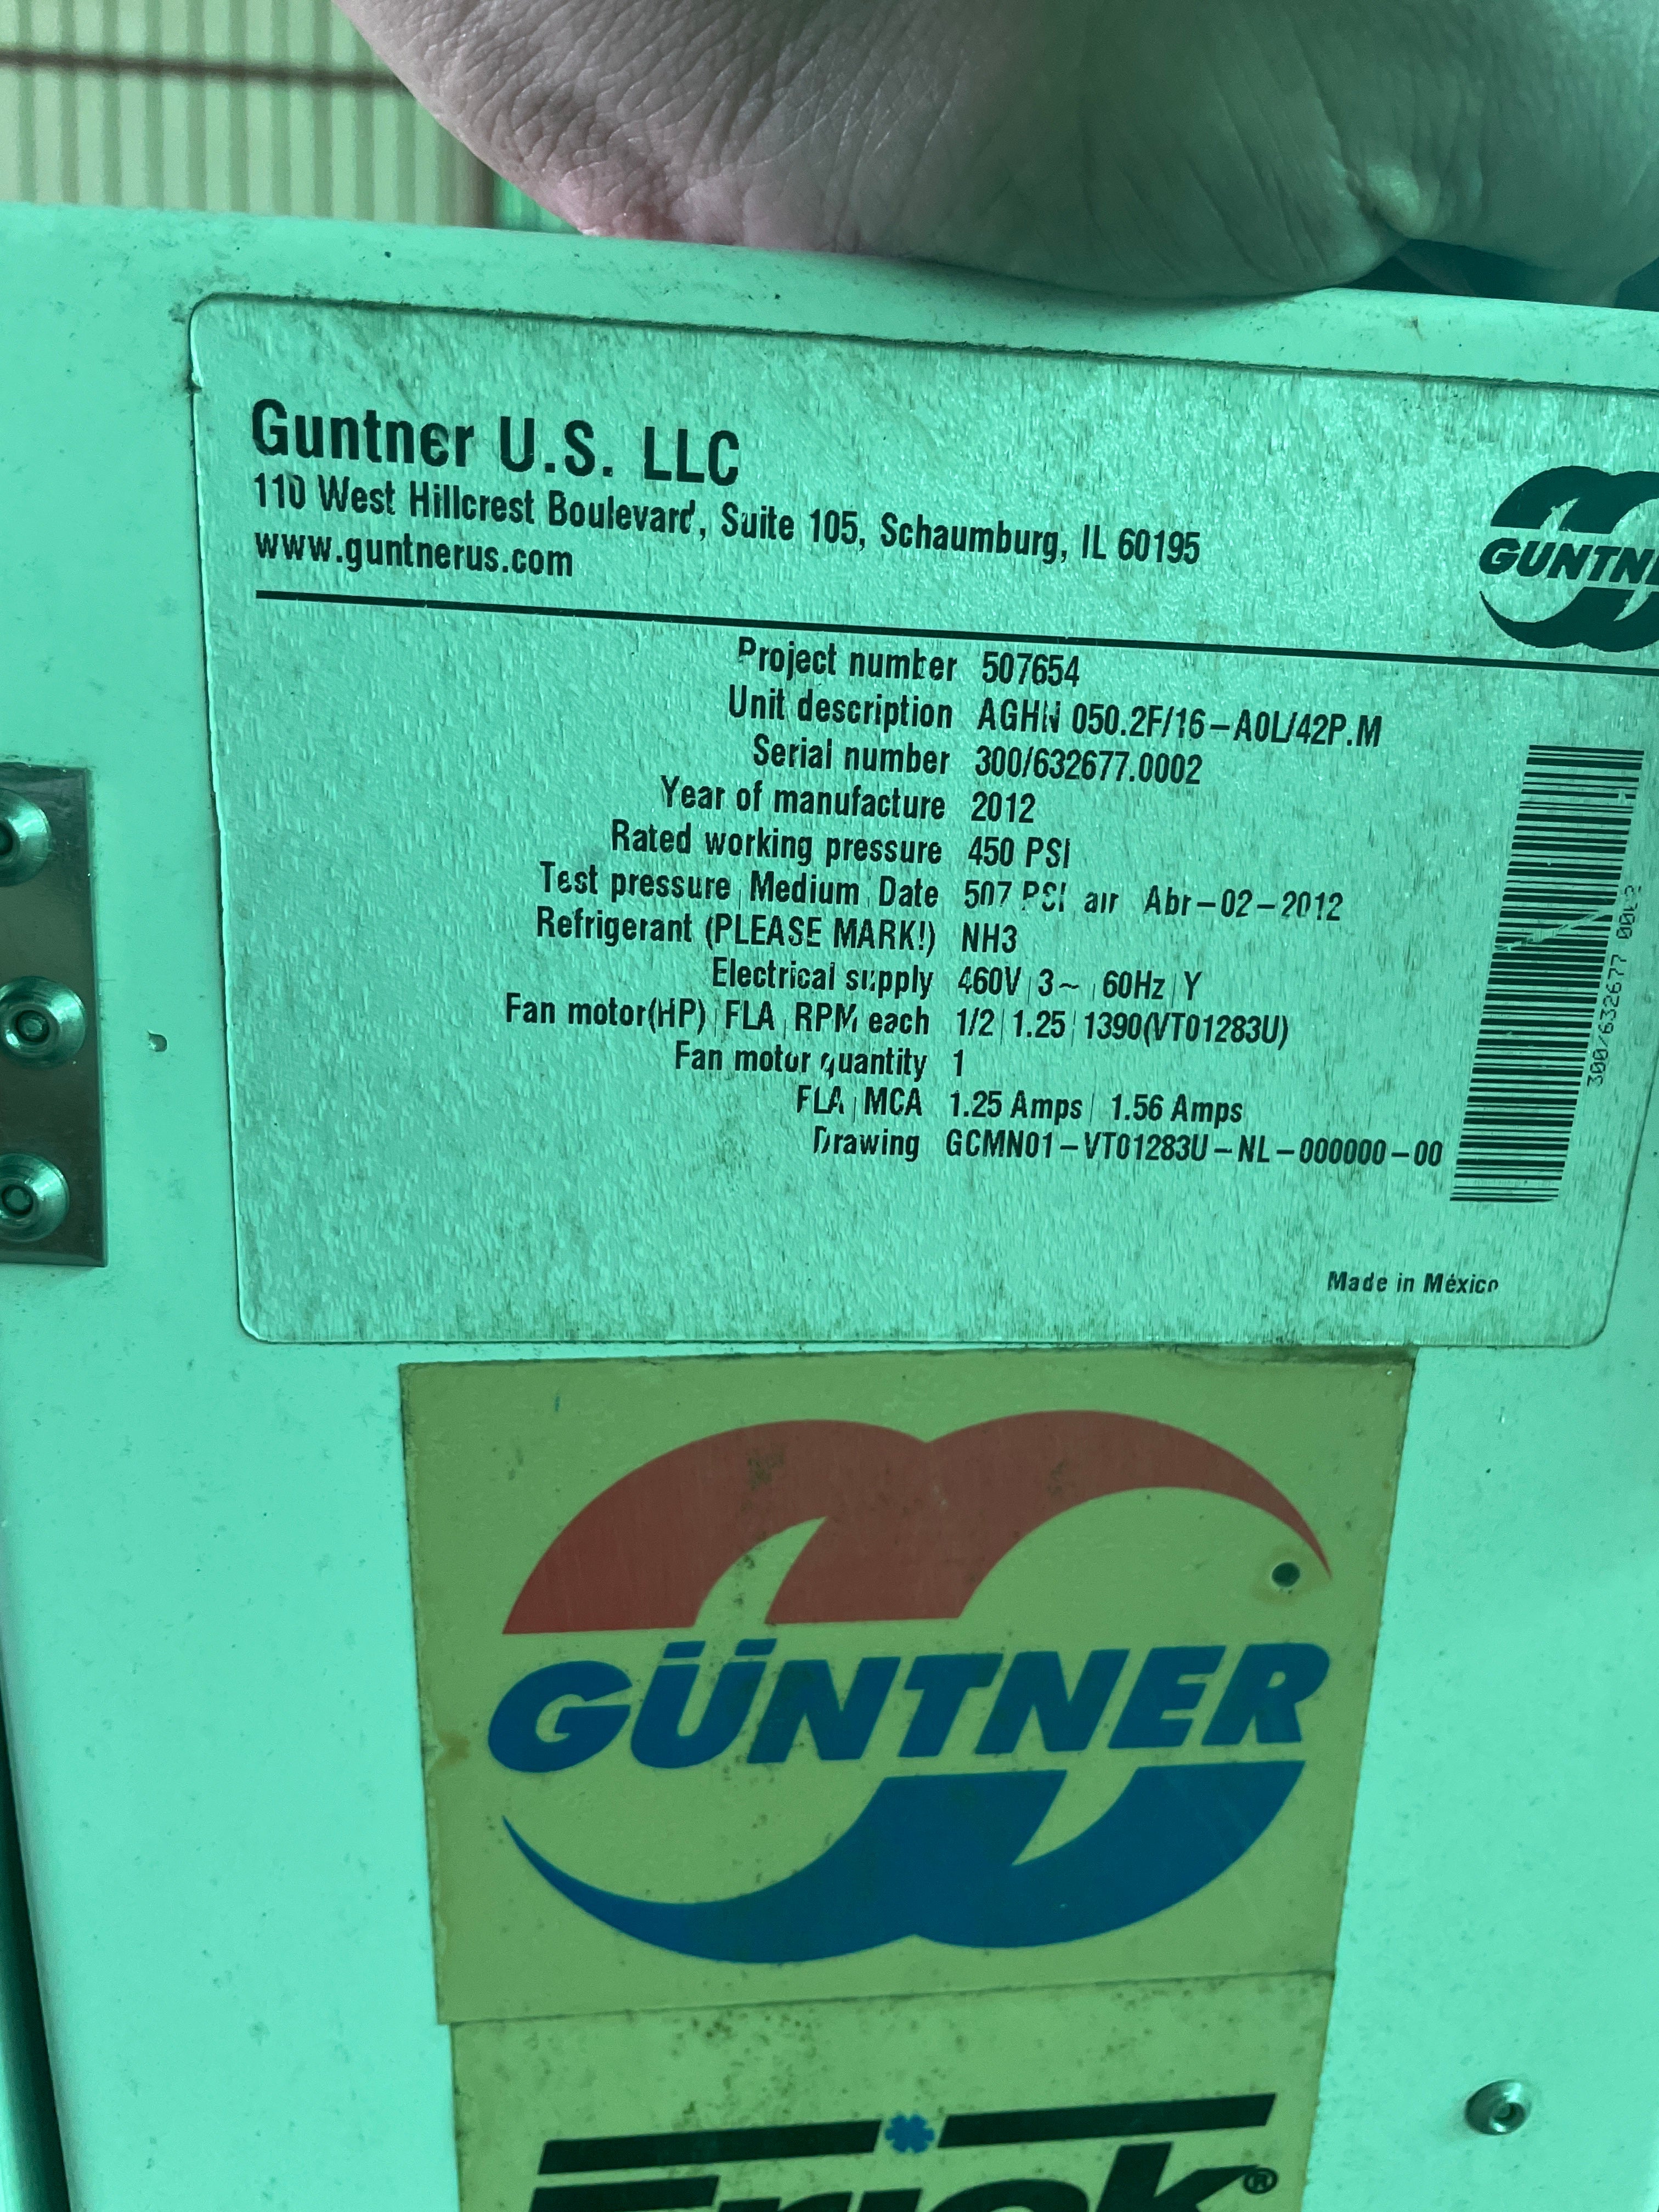 Guntner U.S. LLC
110 West Hillcrest Boulevard, Suite 105, Schaumburg, IL 60195
www.guntnerus.com
GUNTN
Project number 507654
Unit description AGHN 050.2F/16-A0L/42P.M
Serial number 300/632677.0002
Year of manufacture 2012
Rated working pressure 450 PSI
Test pressure | Medium | Date 507 PSI air Abr-02-2012
Refrigerant (PLEASE MARK!) NH3
Electrical supply 460V | 3~ | 60Hz | Y
Fan motor(HP) | FLA | RPM each 1/2 | 1.25 | 1390(VT01283U)
Fan motor quantity 1
FLA | MCA 1.25 Amps | 1.56 Amps
Drawing GCMN01-VT01283U-NL-000000-00
300/632677
Made in México
GÜNTNER
Frick®